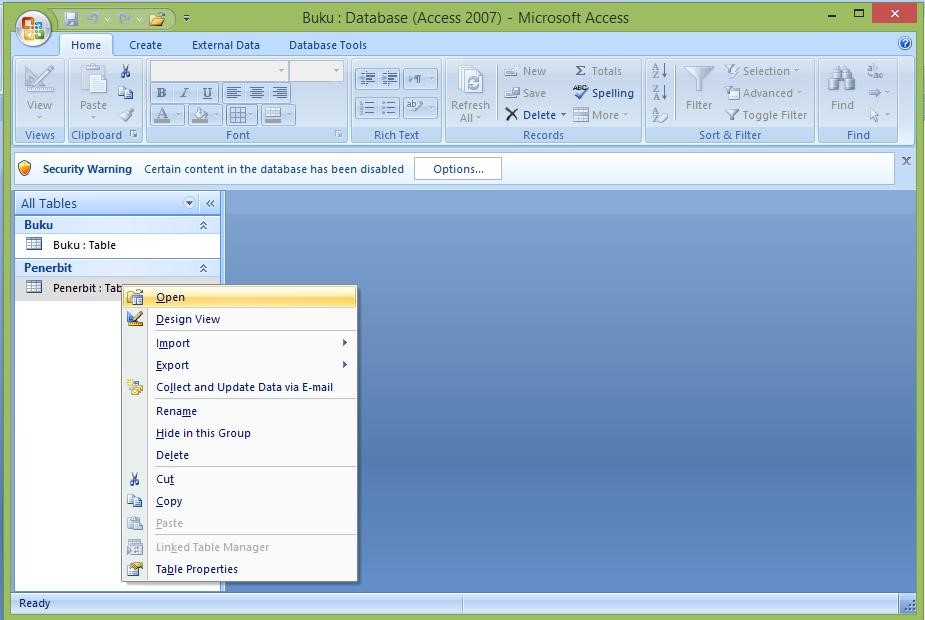 Buku : Database (Access 2007) - Microsoft Access
Home Create External Data Database Tools
View
Views
Paste
Clipboard
B I U
A
Font
Rich Text
Refresh
All
New
Save
Delete
Σ Totals
ABC Spelling
More
Records
A
Z
Z
A
Filter
Selection
Advanced
Toggle Filter
Sort & Filter
Find
Find
Security Warning Certain content in the database has been disabled Options...
All Tables
Buku
Buku : Table
Penerbit
Penerbit : Tab
Open
Design View
Import
Export
Collect and Update Data via E-mail
Rename
Hide in this Group
Delete
Cut
Copy
Paste
Linked Table Manager
Table Properties
Ready